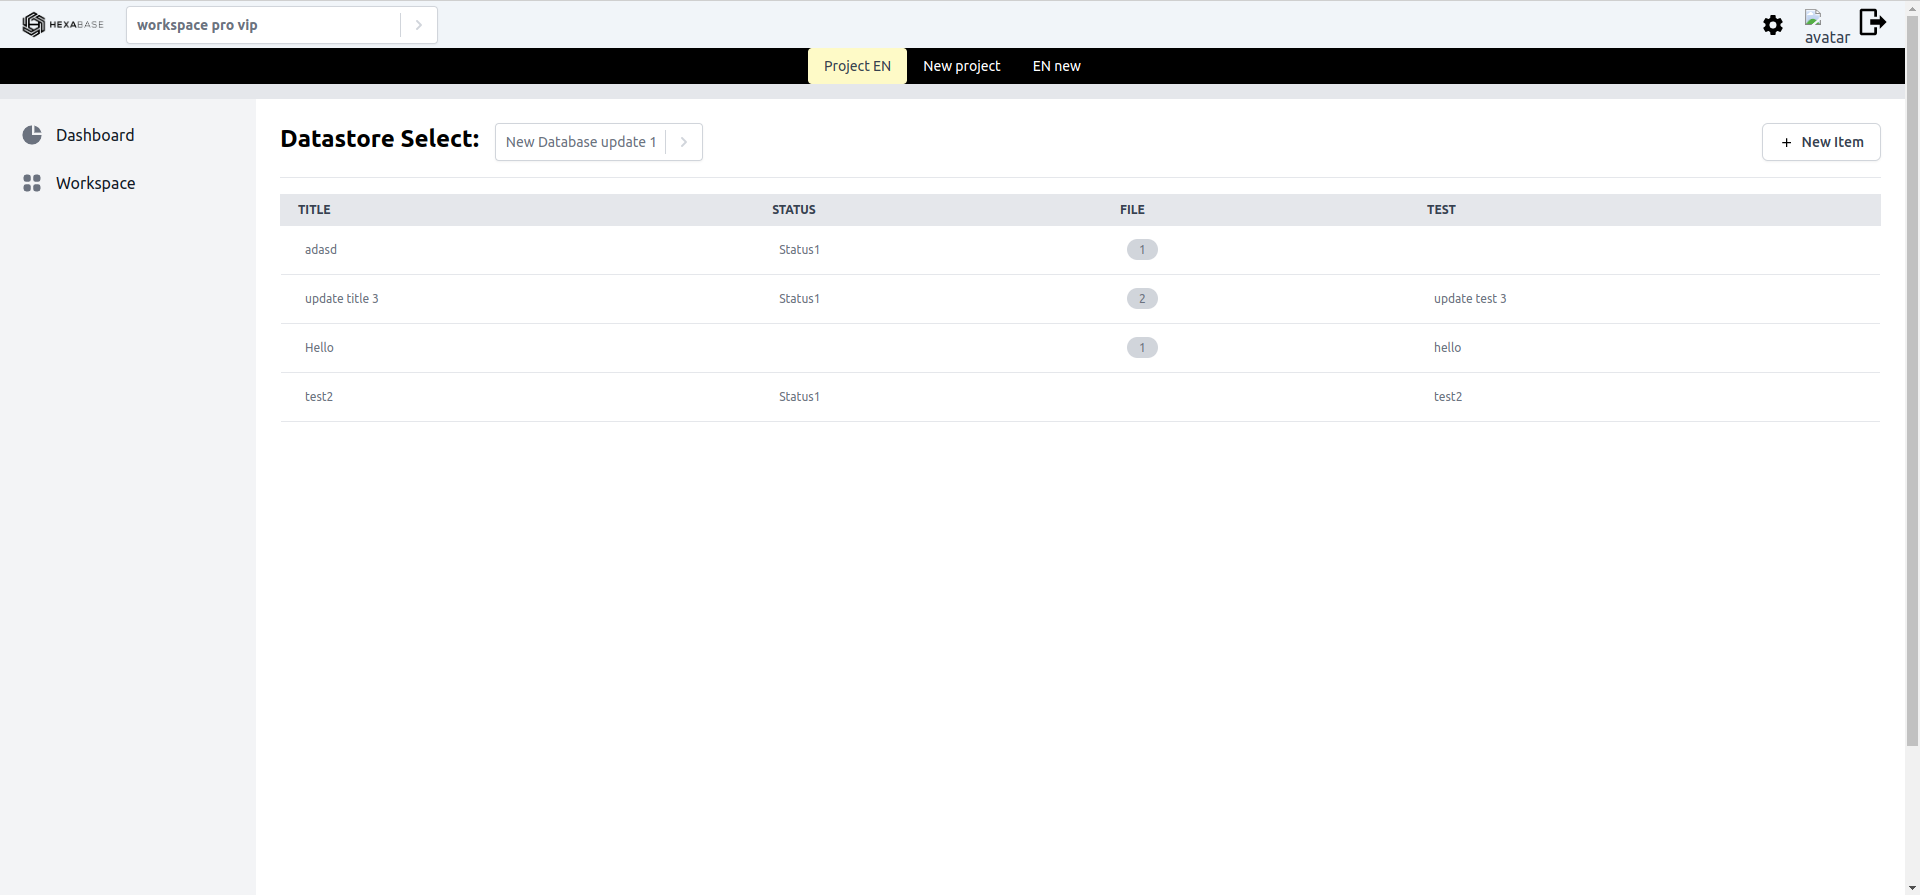 HEXABASE
workspace pro vip
avatar
Project EN New project EN new
Dashboard
Workspace
Datastore Select: New Database update 1
+ New Item
TITLE STATUS FILE TEST
adasd Status1 1
update title 3 Status1 2 update test 3
Hello 1 hello
test2 Status1 test2